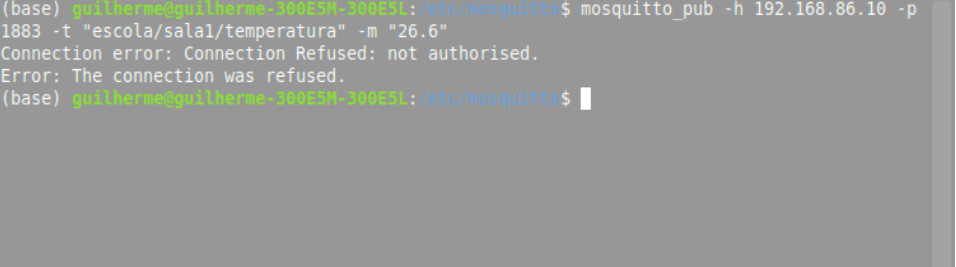 (base) guilherme@guilherme-300E5M-300E5L:/etc/mosquitto$ mosquitto_pub -h 192.168.86.10 -p
1883 -t "escola/sala1/temperatura" -m "26.6"
Connection error: Connection Refused: not authorised.
Error: The connection was refused.
(base) guilherme@guilherme-300E5M-300E5L:/etc/mosquitto$